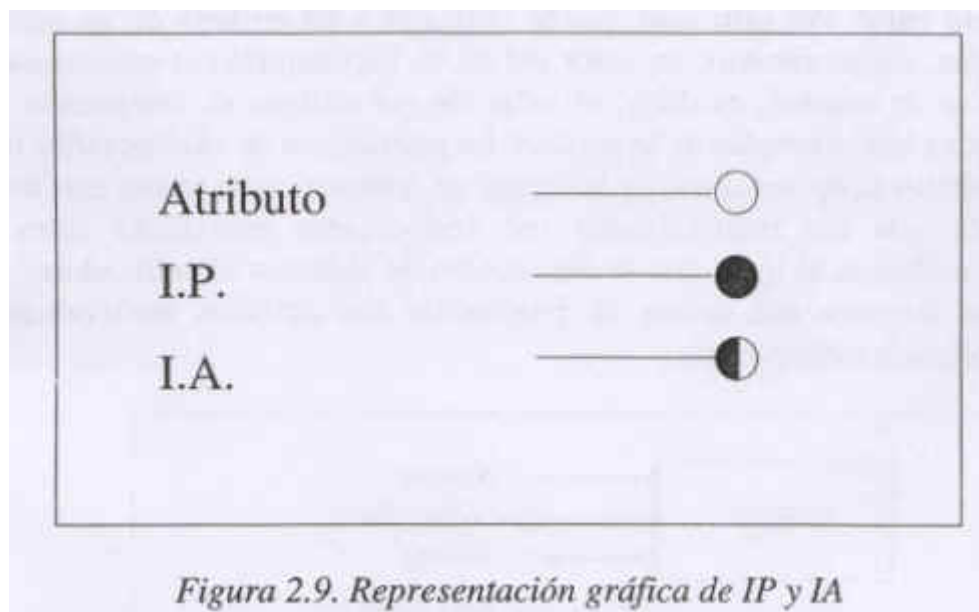 Atributo
I.P.
I.A.
Figura 2.9. Representación gráfica de IP y IA